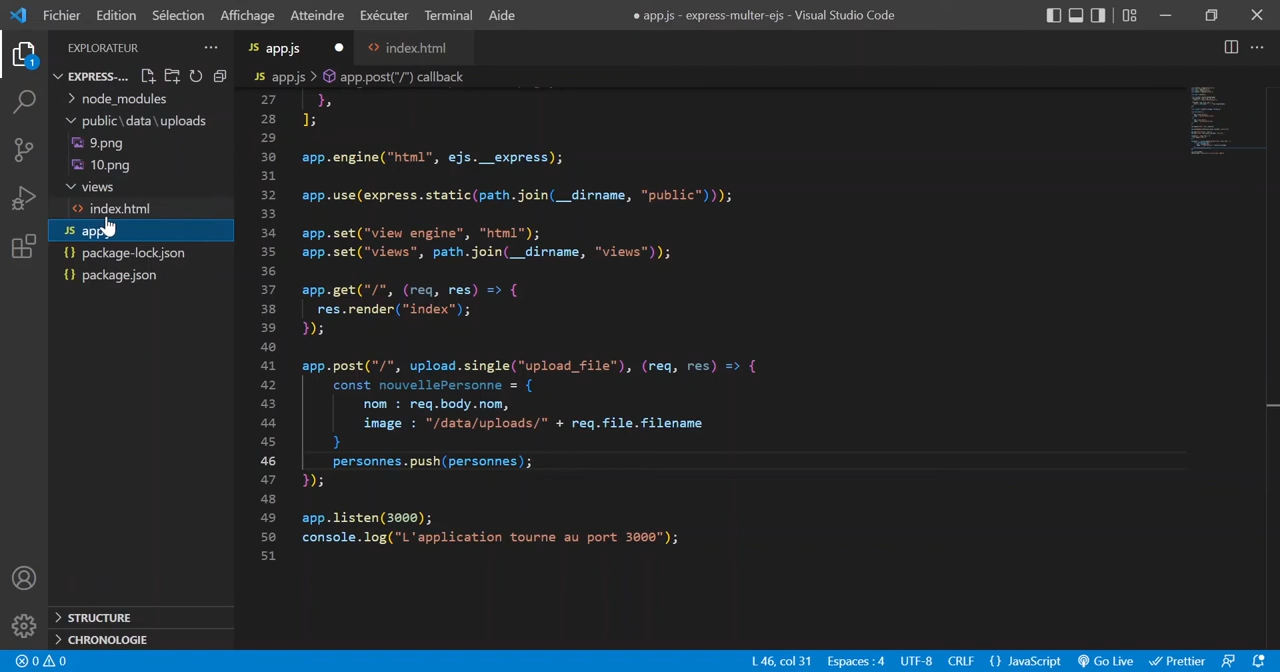 Fichier Edition Sélection Affichage Atteindre Exécuter Terminal Aide
● app.js - express-multer-ejs - Visual Studio Code
EXPLORATEUR
EXPRESS-...
node_modules
public\data\uploads
9.png
10.png
views
index.html
JS
package-lock.json
package.json
STRUCTURE
CHRONOLOGIE
JS app.js index.html
JS app.js > app.post("/") callback
27 },
28 ];
29
30 app.engine("html", ejs.__express);
31
32 app.use(express.static(path.join(__dirname, "public")));
33
34 app.set("view engine", "html");
35 app.set("views", path.join(__dirname, "views"));
36
37 app.get("/", (req, res) => {
38 res.render("index");
39 });
40
41 app.post("/", upload.single("upload_file"), (req, res) => {
42 const nouvellePersonne = {
43 nom : req.body.nom,
44 image : "/data/uploads/" + req.file.filename
45 }
46 personnes.push(personnes);
47 });
48
49 app.listen(3000);
50 console.log("L'application tourne au port 3000");
51
1
0 0 L 46, col 31 Espaces : 4 UTF-8 CRLF {} JavaScript Go Live Prettier